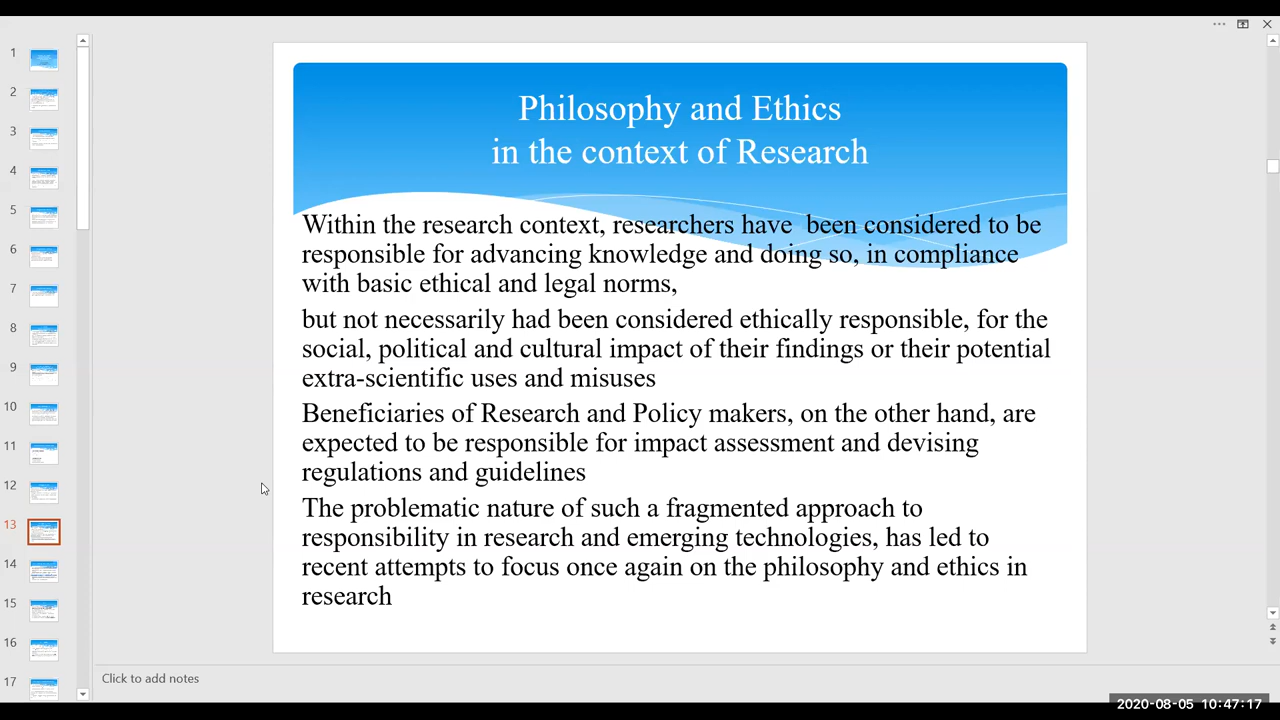 Philosophy and Ethics
in the context of Research
Within the research context, researchers have  been considered to be
responsible for advancing knowledge and doing so, in compliance
with basic ethical and legal norms,
but not necessarily had been considered ethically responsible, for the
social, political and cultural impact of their findings or their potential
extra-scientific uses and misuses
Beneficiaries of Research and Policy makers, on the other hand, are
expected to be responsible for impact assessment and devising
regulations and guidelines
The problematic nature of such a fragmented approach to
responsibility in research and emerging technologies, has led to
recent attempts to focus once again on the philosophy and ethics in
research
1
2
3
4
5
6
7
8
9
10
11
12
13
14
15
16
17
Click to add notes
2020-08-05 10:47:17